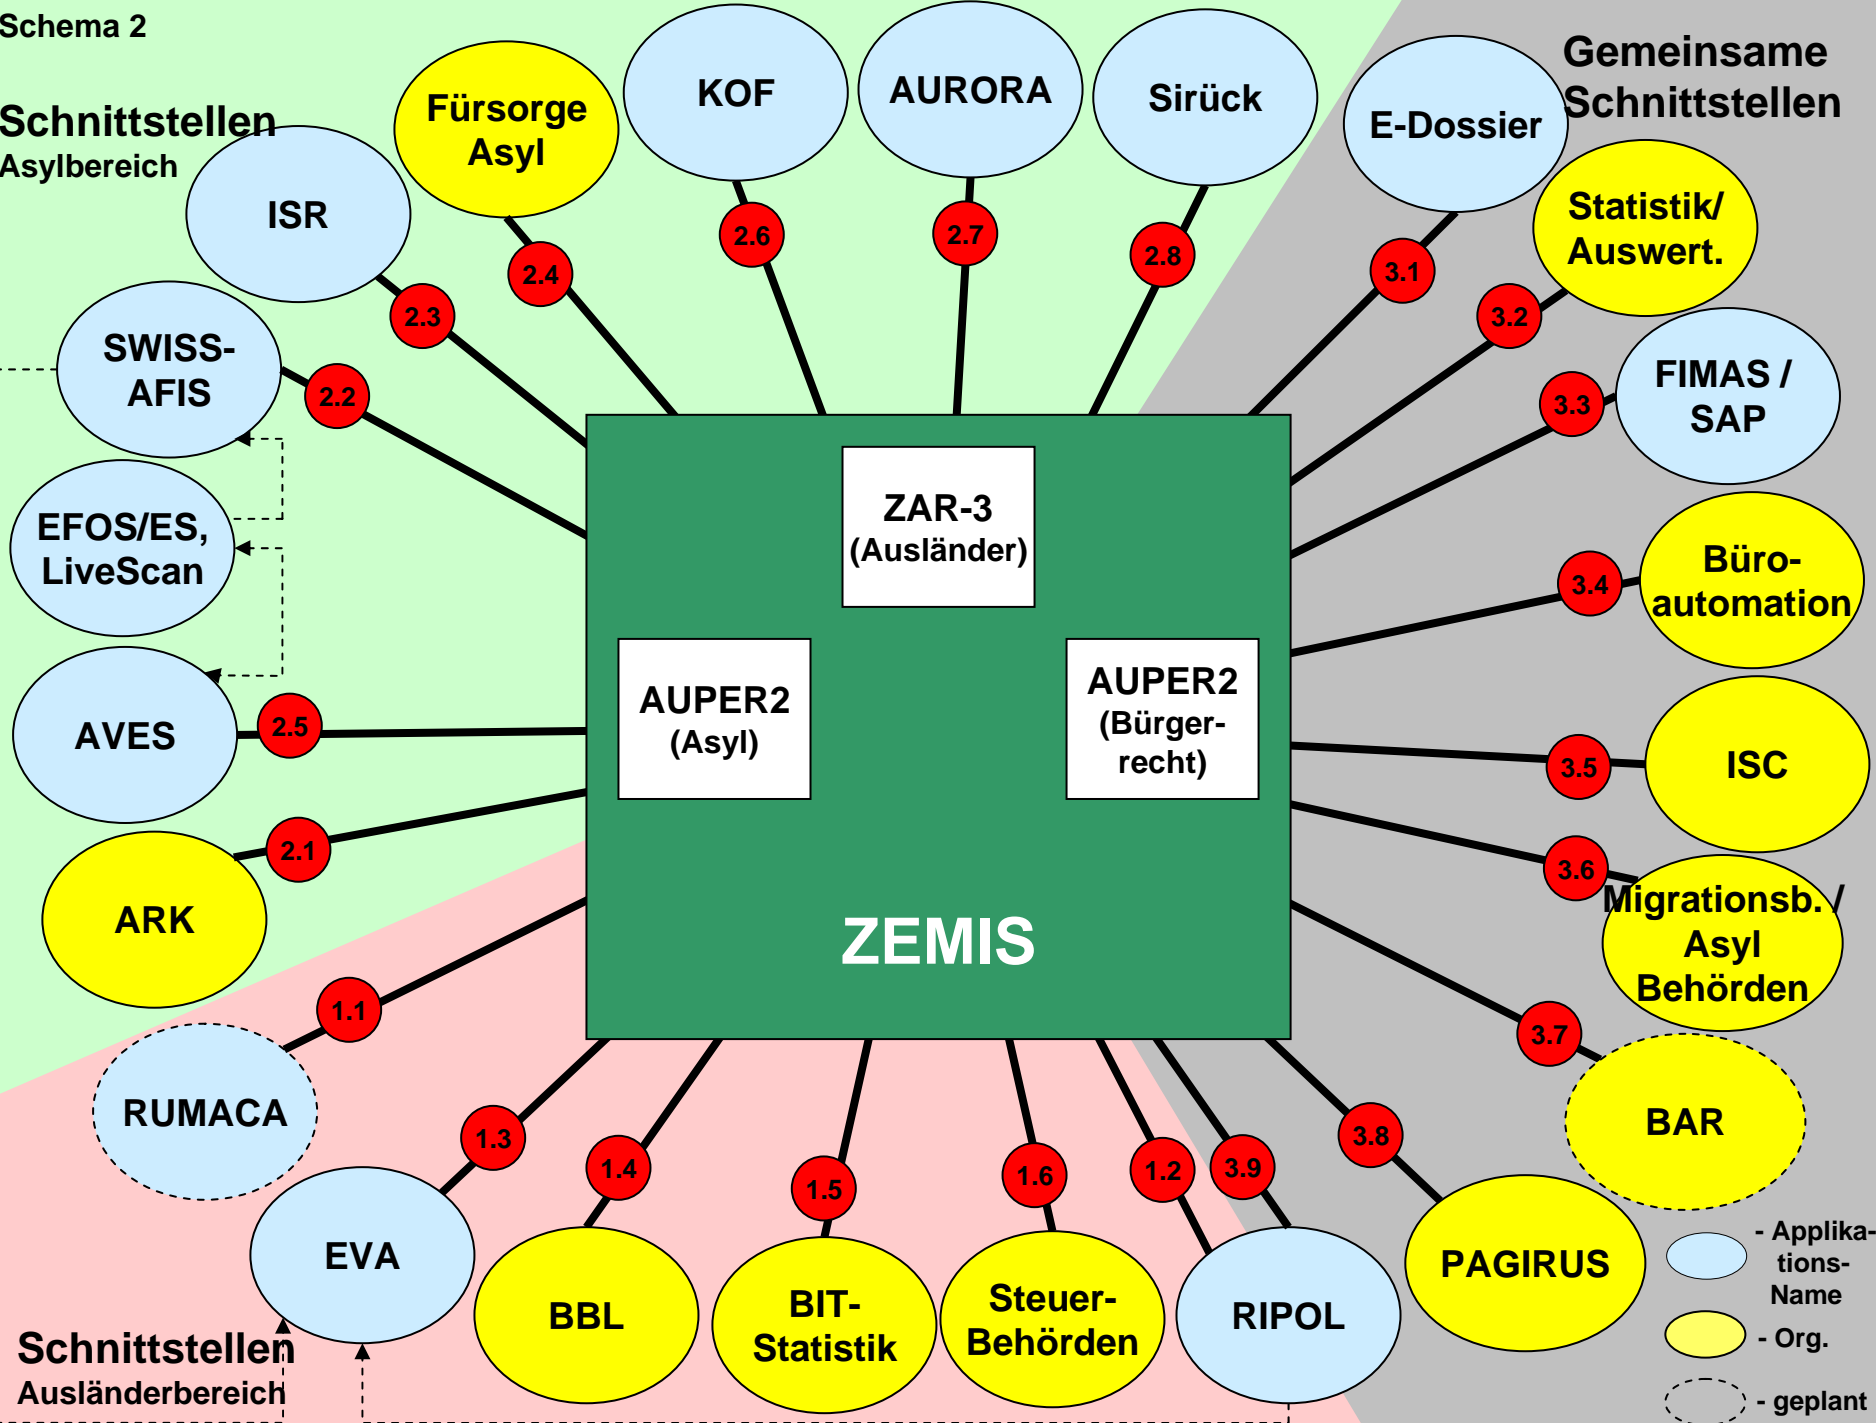 Schema 2
Schnittstellen
Asylbereich
Gemeinsame
Schnittstellen
Fürsorge
Asyl
KOF
AURORA
Sirück
E-Dossier
ISR
Statistik/
Auswert.
SWISS-
AFIS
FIMAS /
SAP
EFOS/ES,
LiveScan
Büro-
automation
AVES
ISC
ARK
Migrationsb. /
Asyl
Behörden
RUMACA
BAR
EVA
BBL
BIT-
Statistik
Steuer-
Behörden
RIPOL
PAGIRUS
2.4
2.6
2.7
2.8
3.1
2.3
3.2
2.2
3.3
3.4
2.5
3.5
2.1
3.6
1.1
3.7
1.3
1.4
1.5
1.6
1.2
3.9
3.8
ZAR-3
(Ausländer)
AUPER2
(Asyl)
AUPER2
(Bürger-
recht)
ZEMIS
Schnittstellen
Ausländerbereich
- Applika-
tions-
Name
- Org.
- geplant